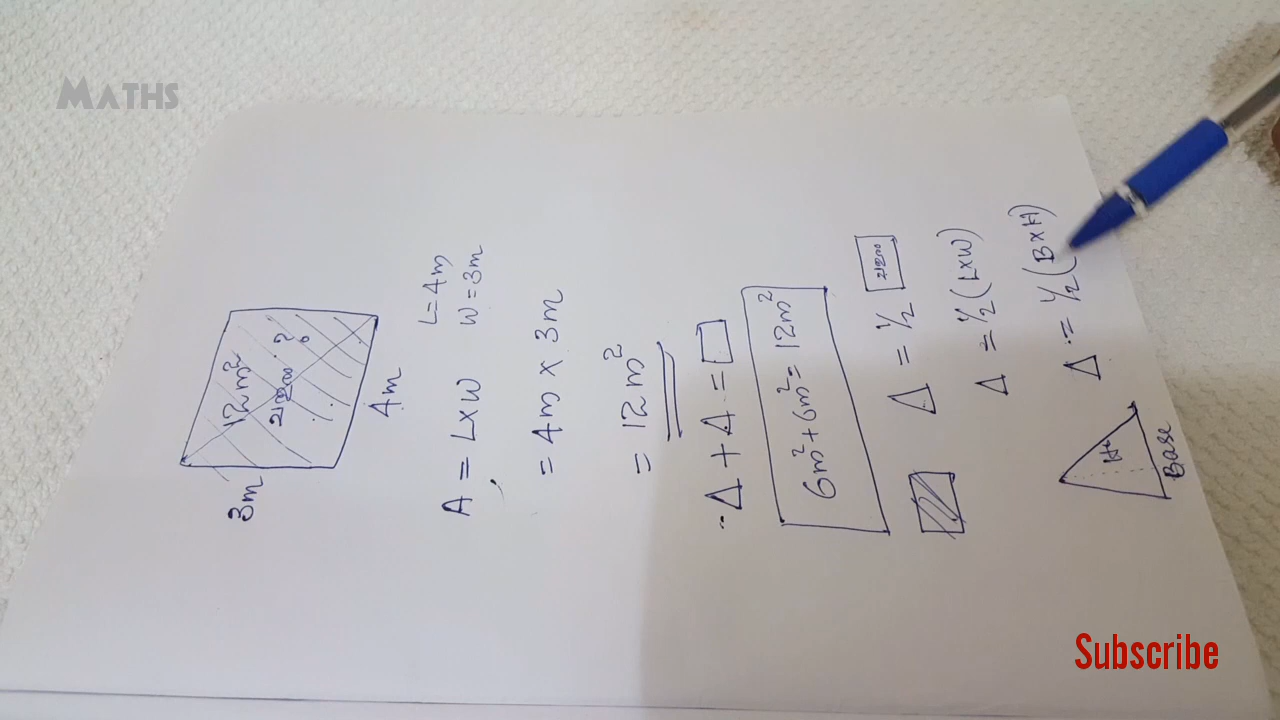 MATHS
12m²
?
3m
4m
L=4m
W=3m
A = L×W
= 4m × 3m
= 12m²
∴ Δ + Δ = □
6m² + 6m² = 12m²
Δ = ½
Δ = ½ (L×W)
Δ ∴ = ½ (B×H)
Ht
Base
Subscribe